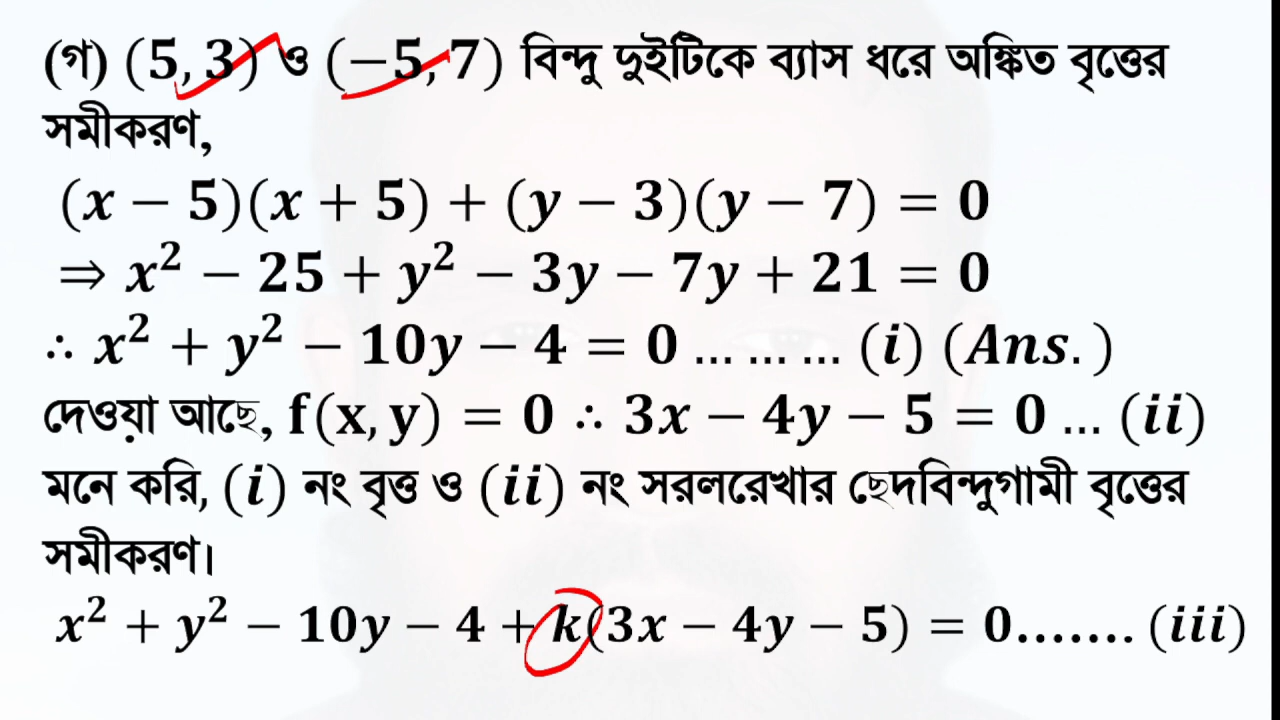 (গ) (5, 3) ও (−5, 7) বিন্দু দুইটিকে ব্যাস ধরে অঙ্কিত বৃত্তের
সমীকরণ,
(x − 5)(x + 5) + (y − 3)(y − 7) = 0
⇒ x² − 25 + y² − 3y − 7y + 21 = 0
∴ x² + y² − 10y − 4 = 0 … … … (i) (Ans. )
দেওয়া আছে, f(x, y) = 0 ∴ 3x − 4y − 5 = 0 … (ii)
মনে করি, (i) নং বৃত্ত ও (ii) নং সরলরেখার ছেদবিন্দুগামী বৃত্তের
সমীকরণ।
x² + y² − 10y − 4 + k(3x − 4y − 5) = 0……. (iii)